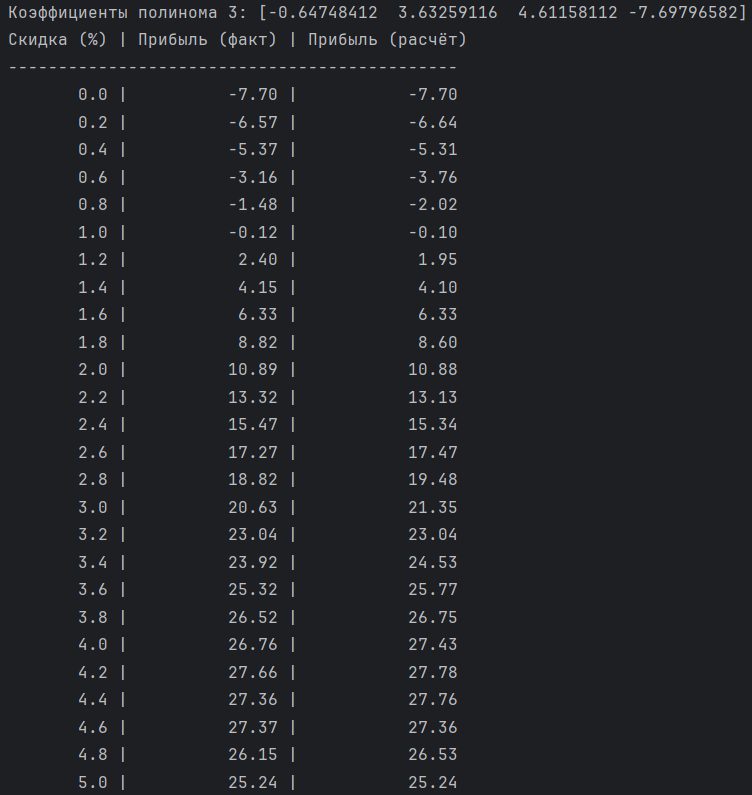 Коэффициенты полинома 3: [-0.64748412  3.63259116  4.61158112 -7.69796582]
Скидка (%) | Прибыль (факт) | Прибыль (расчёт)
---------------------------------------------
       0.0 |          -7.70 |          -7.70
       0.2 |          -6.57 |          -6.64
       0.4 |          -5.37 |          -5.31
       0.6 |          -3.16 |          -3.76
       0.8 |          -1.48 |          -2.02
       1.0 |          -0.12 |          -0.10
       1.2 |           2.40 |           1.95
       1.4 |           4.15 |           4.10
       1.6 |           6.33 |           6.33
       1.8 |           8.82 |           8.60
       2.0 |          10.89 |          10.88
       2.2 |          13.32 |          13.13
       2.4 |          15.47 |          15.34
       2.6 |          17.27 |          17.47
       2.8 |          18.82 |          19.48
       3.0 |          20.63 |          21.35
       3.2 |          23.04 |          23.04
       3.4 |          23.92 |          24.53
       3.6 |          25.32 |          25.77
       3.8 |          26.52 |          26.75
       4.0 |          26.76 |          27.43
       4.2 |          27.66 |          27.78
       4.4 |          27.36 |          27.76
       4.6 |          27.37 |          27.36
       4.8 |          26.15 |          26.53
       5.0 |          25.24 |          25.24